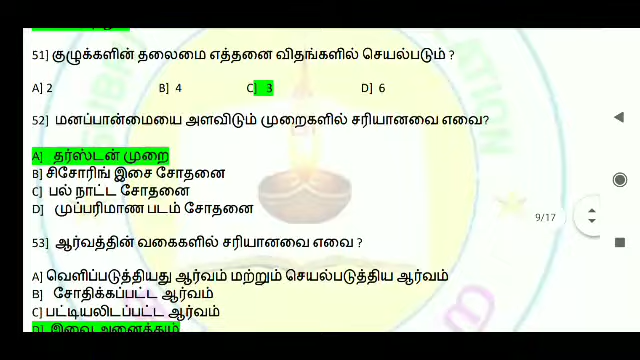 51] குழுக்களின் தலைமை எத்தனை விதங்களில் செயல்படும் ?
A] 2 B] 4 C] 3 D] 6
52] மனப்பான்மையை அளவிடும் முறைகளில் சரியானவை எவை?
A] தர்ஸ்டன் முறை
B] சிசோரிங் இசை சோதனை
C] பல் நாட்ட சோதனை
D] முப்பரிமாண படம் சோதனை
9/17
53] ஆர்வத்தின் வகைகளில் சரியானவை எவை ?
A] வெளிப்படுத்தியது ஆர்வம் மற்றும் செயல்படுத்திய ஆர்வம்
B] சோதிக்கப்பட்ட ஆர்வம்
C] பட்டியலிடப்பட்ட ஆர்வம்
D] இவை அனைத்தும்